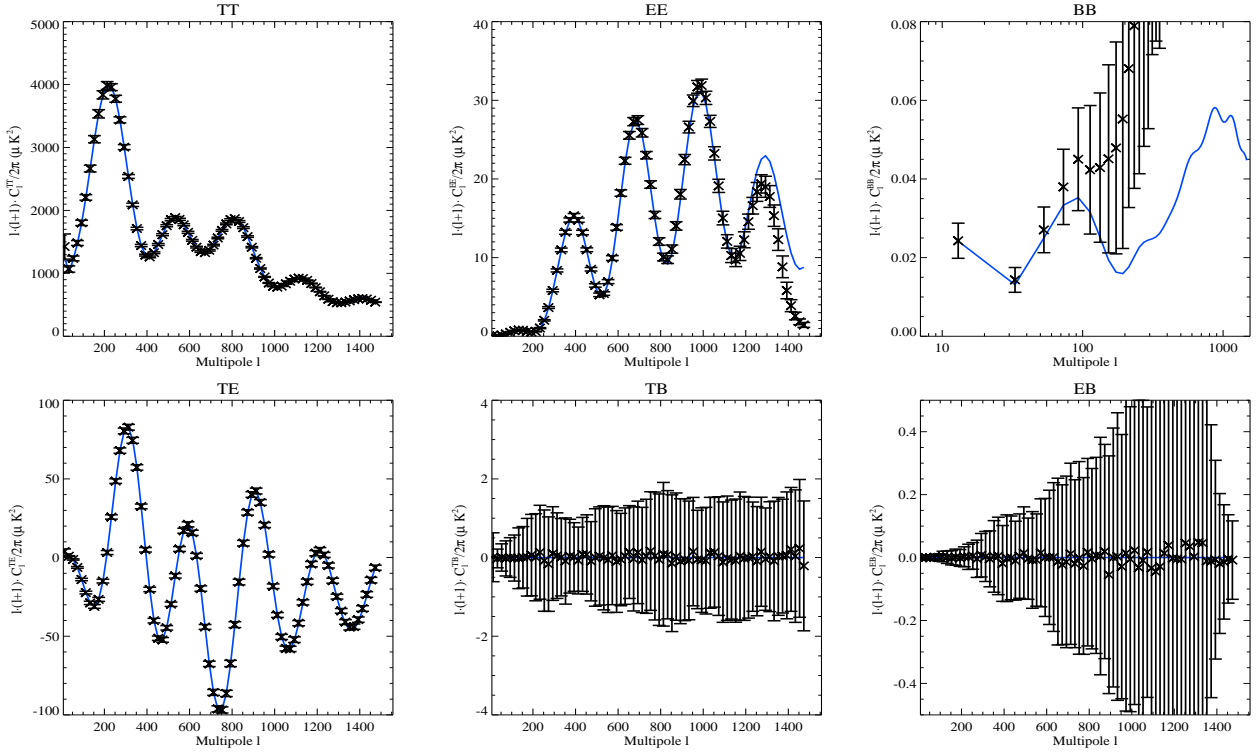 TT
5000
4000
3000
2000
1000
0
l·(l+1)· C_l^TT/2π (μ K²)
200 400 600 800 1000 1200 1400
Multipole l
EE
40
30
20
10
0
l·(l+1)· C_l^EE/2π (μ K²)
200 400 600 800 1000 1200 1400
Multipole l
BB
0.08
0.06
0.04
0.02
0.00
l·(l+1)· C_l^BB/2π (μ K²)
10 100 1000
Multipole l
TE
100
50
0
-50
-100
l·(l+1)· C_l^TE/2π (μ K²)
200 400 600 800 1000 1200 1400
Multipole l
TB
4
2
0
-2
-4
l·(l+1)· C_l^TB/2π (μ K²)
200 400 600 800 1000 1200 1400
Multipole l
EB
0.4
0.2
0.0
-0.2
-0.4
l·(l+1)· C_l^EB/2π (μ K²)
200 400 600 800 1000 1200 1400
Multipole l